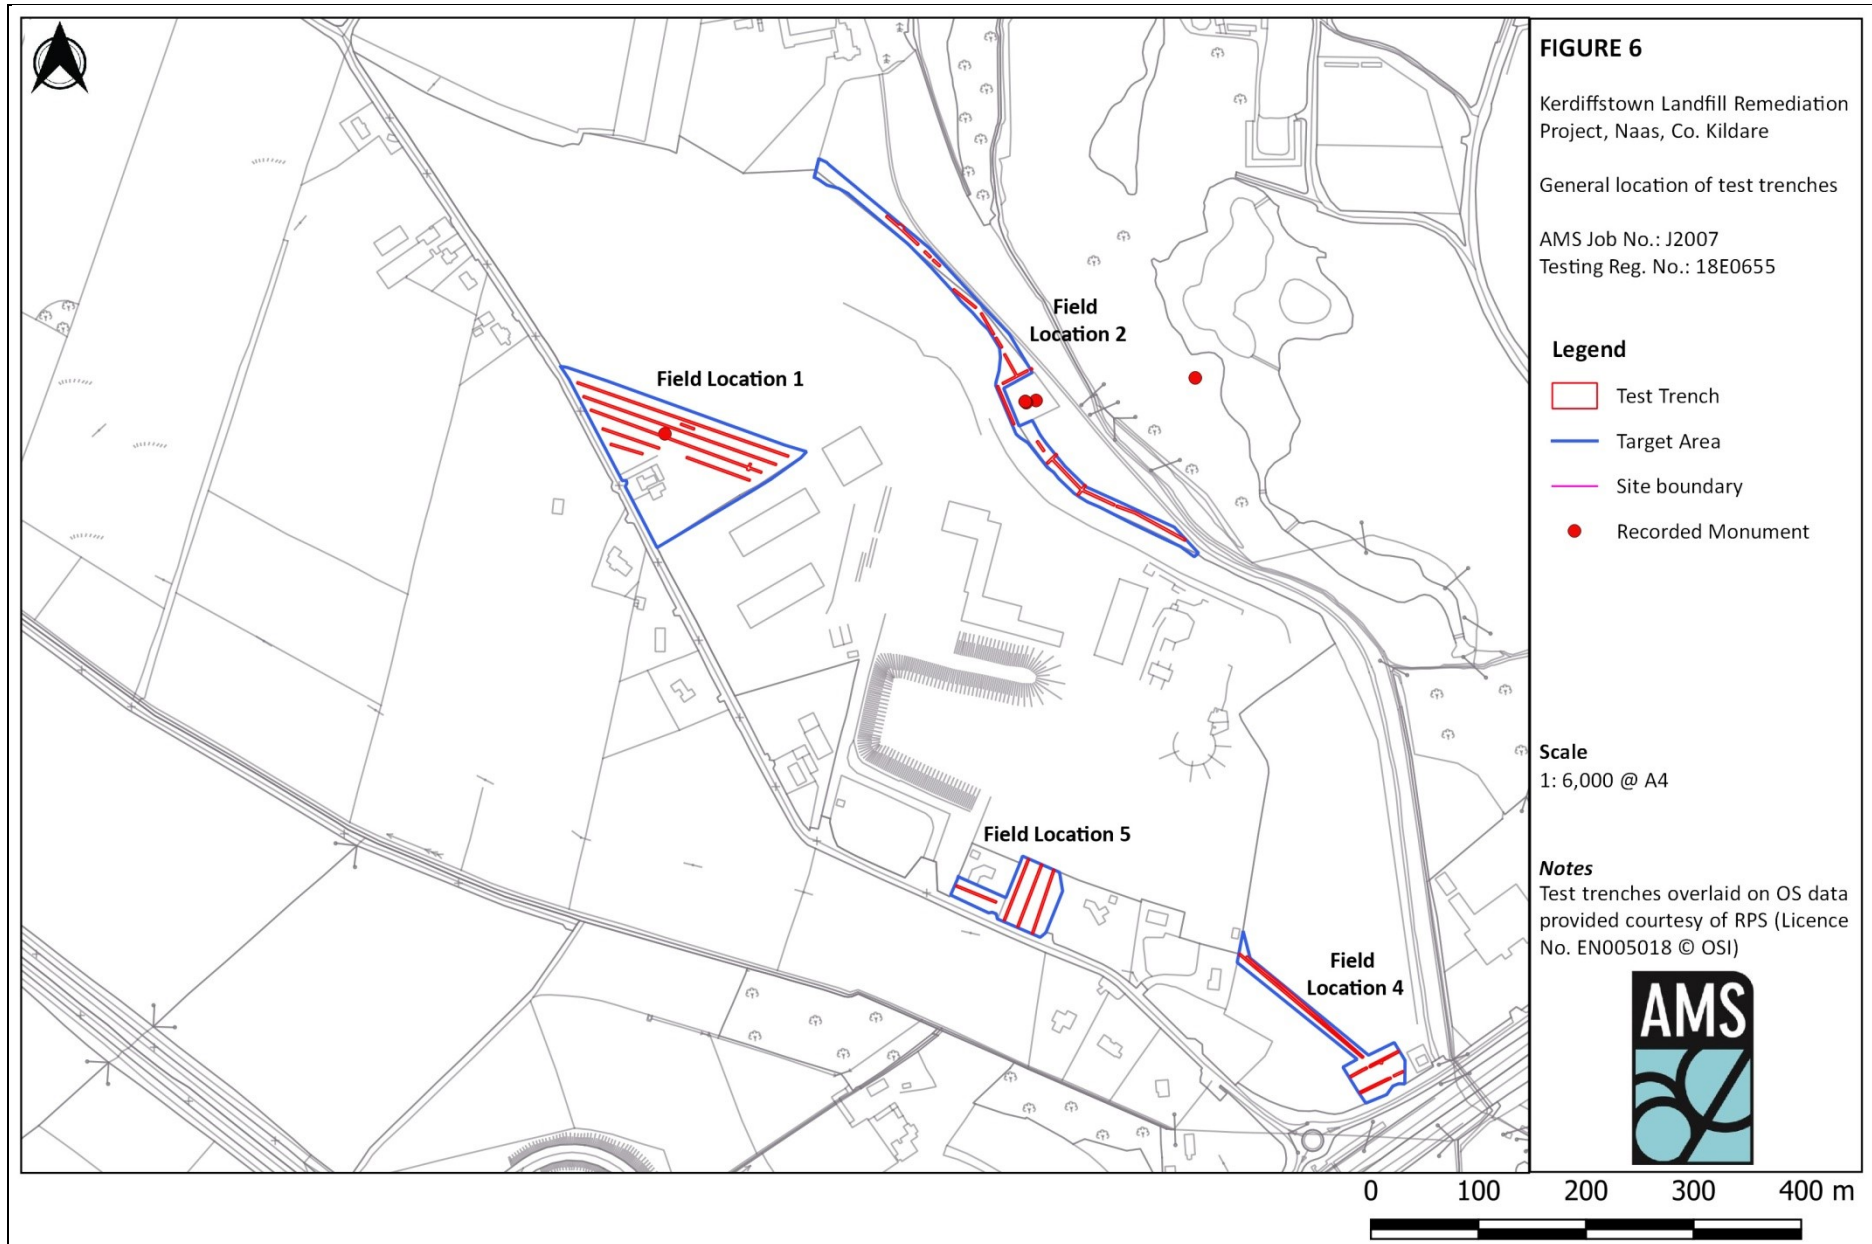 FIGURE 6
Kerdiffstown Landfill Remediation
Project, Naas, Co. Kildare
General location of test trenches
AMS Job No.: J2007
Testing Reg. No.: 18E0655
Legend
Test Trench
Target Area
Site boundary
Recorded Monument
Scale
1: 6,000 @ A4
Notes
Test trenches overlaid on OS data
provided courtesy of RPS (Licence
No. EN005018 © OSI)
AMS
0 100 200 300 400 m
Field
Location 2
Field Location 1
Field Location 5
Field
Location 4